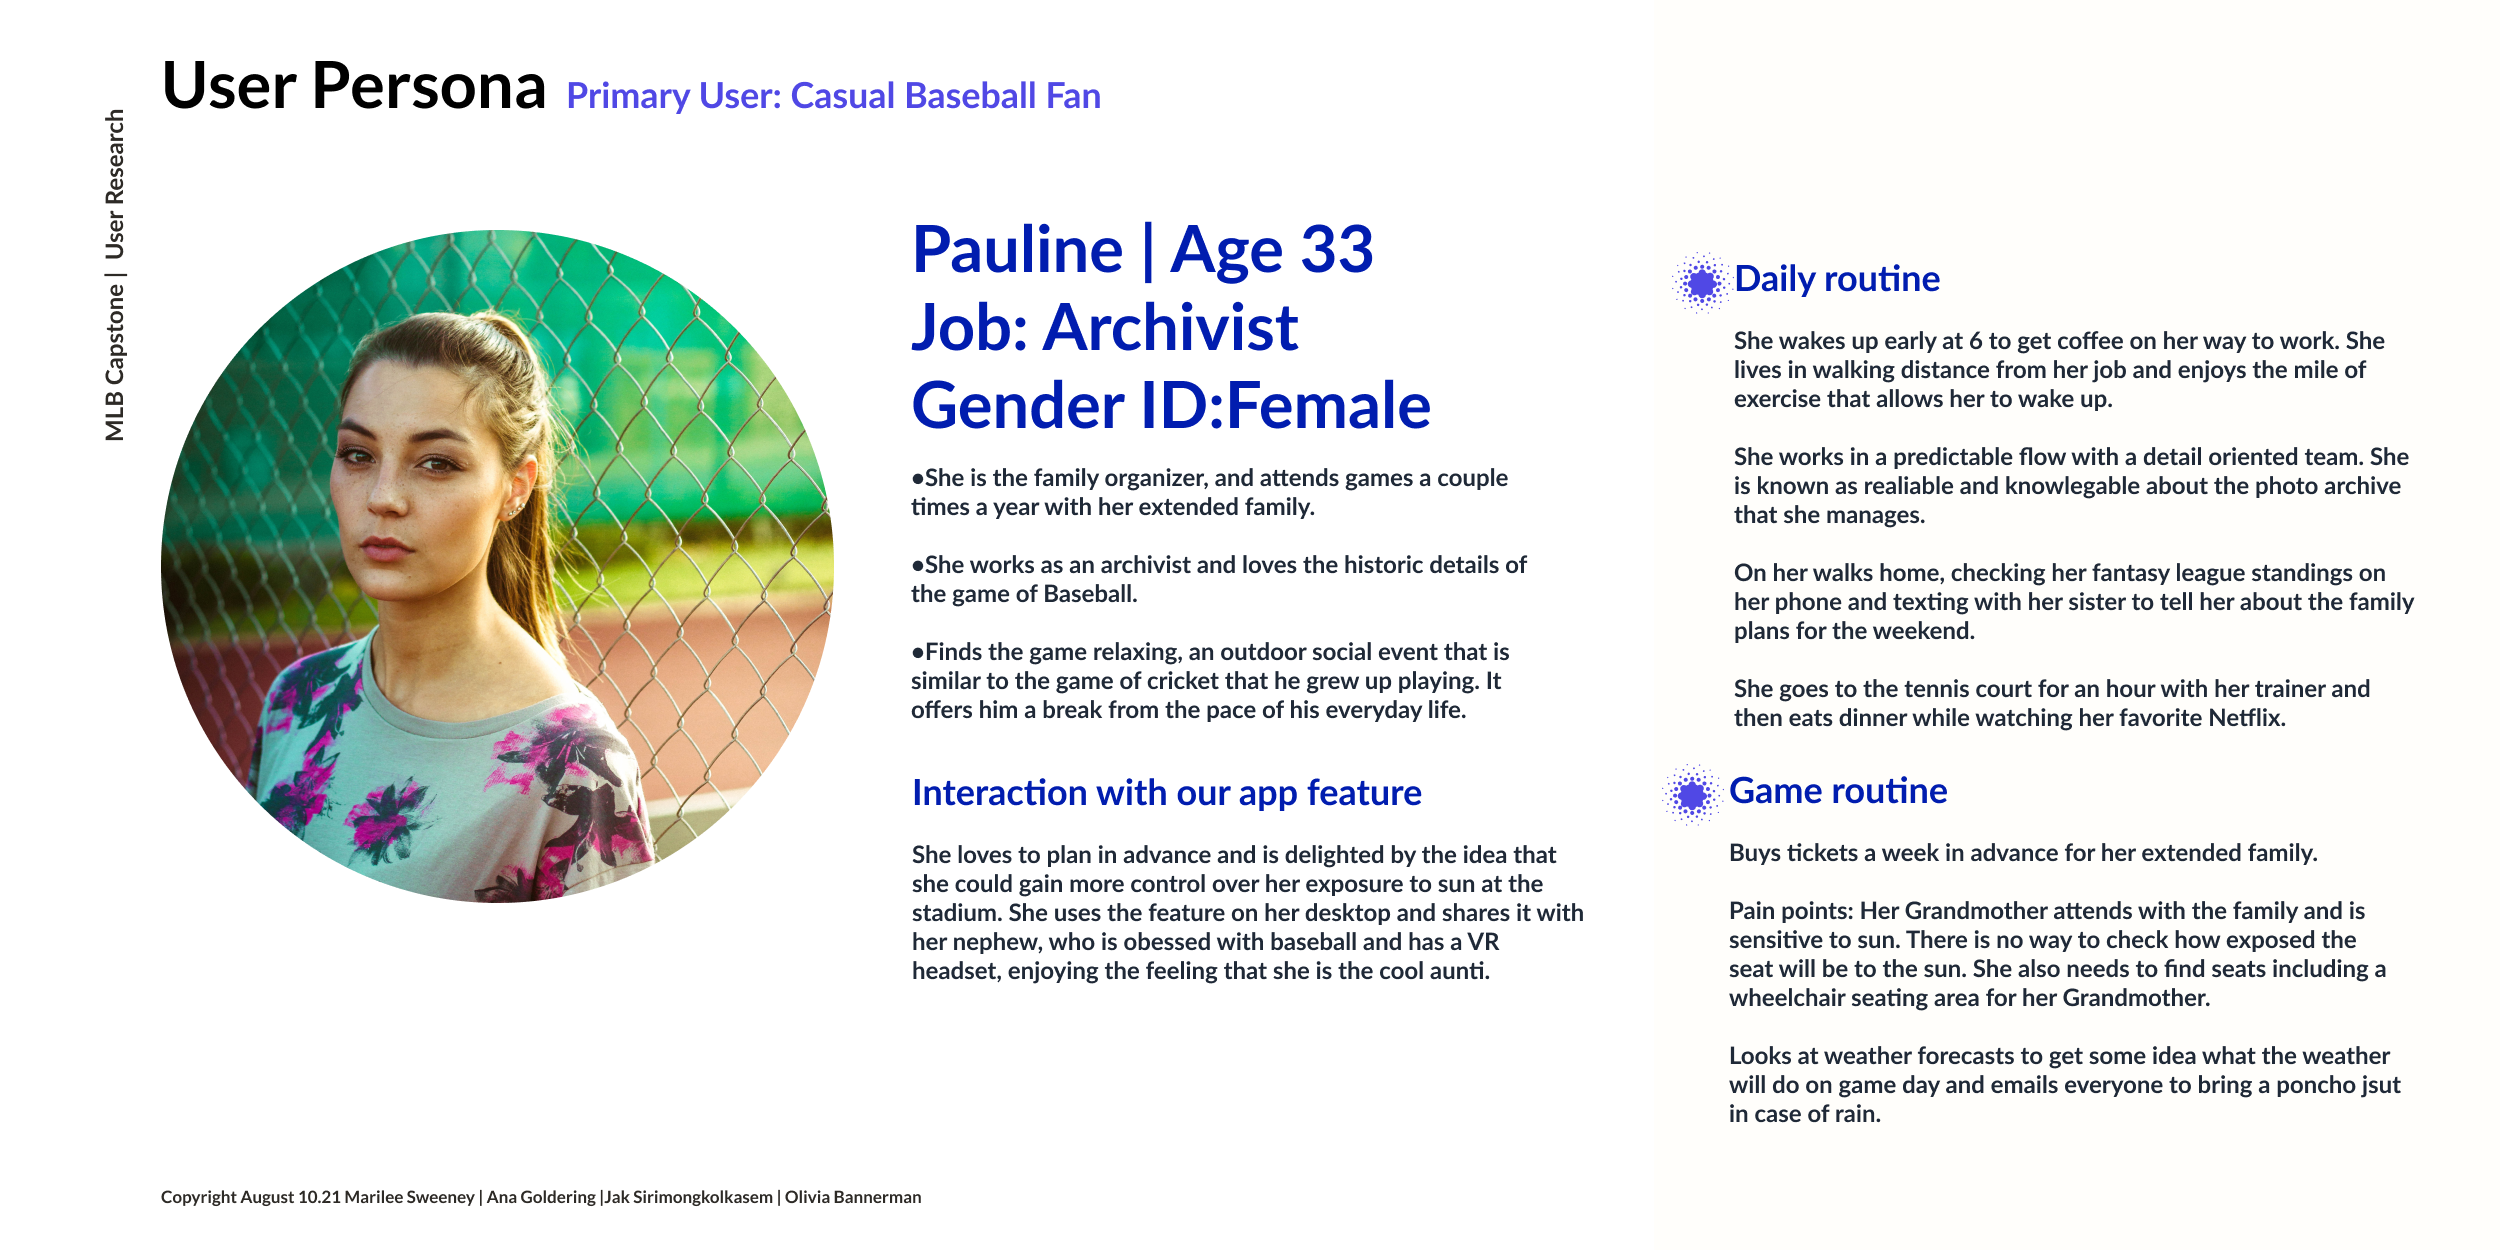 User Persona Primary User: Casual Baseball Fan
MLB Capstone | User Research
Pauline | Age 33
Job: Archivist
Gender ID:Female
•She is the family organizer, and attends games a couple
times a year with her extended family.
•She works as an archivist and loves the historic details of
the game of Baseball.
•Finds the game relaxing, an outdoor social event that is
similar to the game of cricket that he grew up playing. It
offers him a break from the pace of his everyday life.
Interaction with our app feature
She loves to plan in advance and is delighted by the idea that
she could gain more control over her exposure to sun at the
stadium. She uses the feature on her desktop and shares it with
her nephew, who is obessed with baseball and has a VR
headset, enjoying the feeling that she is the cool aunti.
Daily routine
She wakes up early at 6 to get coffee on her way to work. She
lives in walking distance from her job and enjoys the mile of
exercise that allows her to wake up.
She works in a predictable flow with a detail oriented team. She
is known as realiable and knowlegable about the photo archive
that she manages.
On her walks home, checking her fantasy league standings on
her phone and texting with her sister to tell her about the family
plans for the weekend.
She goes to the tennis court for an hour with her trainer and
then eats dinner while watching her favorite Netflix.
Game routine
Buys tickets a week in advance for her extended family.
Pain points: Her Grandmother attends with the family and is
sensitive to sun. There is no way to check how exposed the
seat will be to the sun. She also needs to find seats including a
wheelchair seating area for her Grandmother.
Looks at weather forecasts to get some idea what the weather
will do on game day and emails everyone to bring a poncho jsut
in case of rain.
Copyright August 10.21 Marilee Sweeney | Ana Goldering |Jak Sirimongkolkasem | Olivia Bannerman